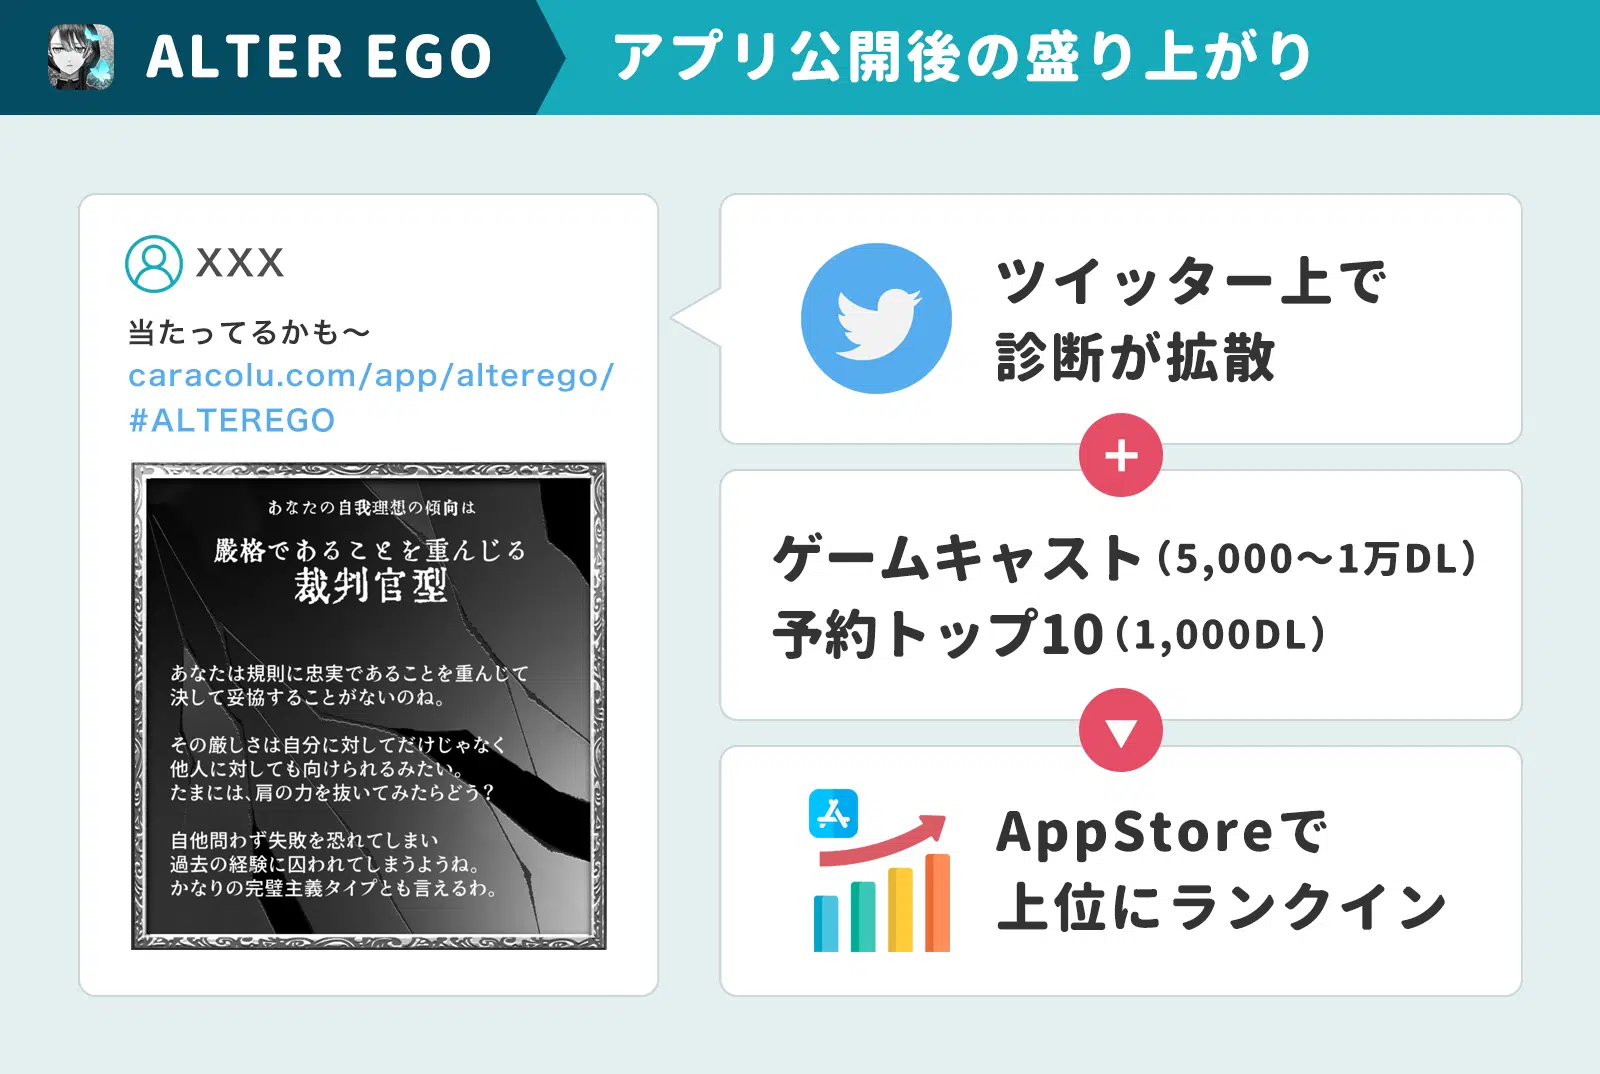 ALTER EGO
アプリ公開後の盛り上がり
XXX
当たってるかも〜
caracolu.com/app/alterego/
#ALTEREGO
あなたの自我理想の傾向は
厳格であることを重んじる
裁判官型
あなたは規則に忠実であることを重んじて
決して妥協することがないのね。
その厳しさは自分に対してだけじゃなく
他人に対しても向けられるみたい。
たまには、肩の力を抜いてみたらどう？
自他問わず失敗を恐れてしまい
過去の経験に囚われてしまうようね。
かなりの完璧主義タイプとも言えるわ。
ツイッター上で
診断が拡散
+
ゲームキャスト（5,000〜1万DL）
予約トップ10（1,000DL）
▼
AppStoreで
上位にランクイン